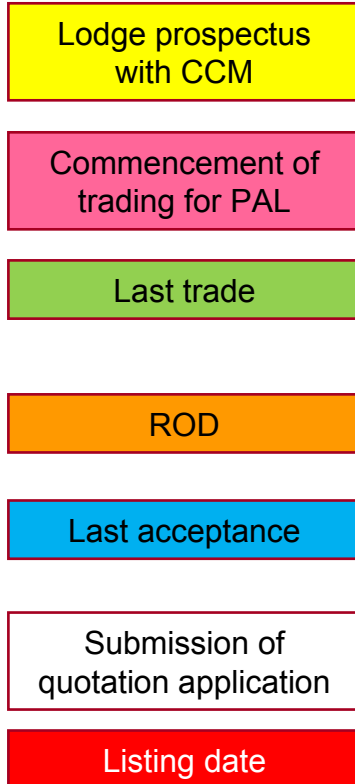 Lodge prospectus
with CCM
Commencement of
trading for PAL
Last trade
ROD
Last acceptance
Submission of
quotation application
Listing date